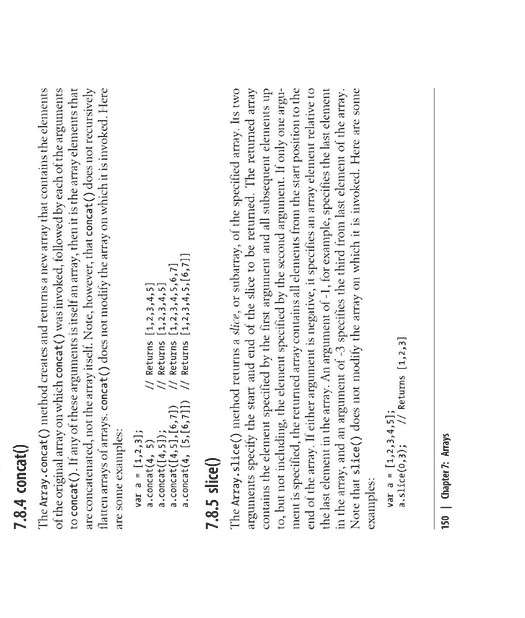 7.8.4 concat()
The Array.concat() method creates and returns a new array that contains the elements
of the original array on which concat() was invoked, followed by each of the arguments
to concat(). If any of these arguments is itself an array, then it is the array elements that
are concatenated, not the array itself. Note, however, that concat() does not recursively
flatten arrays of arrays. concat() does not modify the array on which it is invoked. Here
are some examples:
var a = [1,2,3];
a.concat(4, 5) // Returns [1,2,3,4,5]
a.concat([4,5]); // Returns [1,2,3,4,5]
a.concat([4,5],[6,7]) // Returns [1,2,3,4,5,6,7]
a.concat(4, [5,[6,7]]) // Returns [1,2,3,4,5,[6,7]]
7.8.5 slice()
The Array.slice() method returns a slice, or subarray, of the specified array. Its two
arguments specify the start and end of the slice to be returned. The returned array
contains the element specified by the first argument and all subsequent elements up
to, but not including, the element specified by the second argument. If only one argu-
ment is specified, the returned array contains all elements from the start position to the
end of the array. If either argument is negative, it specifies an array element relative to
the last element in the array. An argument of -1, for example, specifies the last element
in the array, and an argument of -3 specifies the third from last element of the array.
Note that slice() does not modify the array on which it is invoked. Here are some
examples:
var a = [1,2,3,4,5];
a.slice(0,3); // Returns [1,2,3]
150 | Chapter 7: Arrays